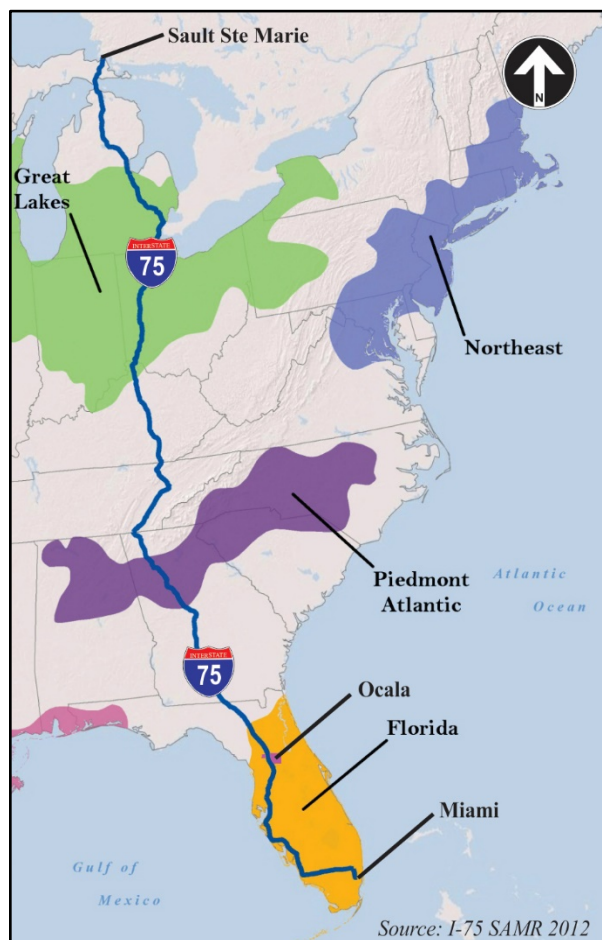 Sault Ste Marie
N
Great
Lakes
INTERSTATE
75
Northeast
Piedmont
Atlantic
Atlantic
Ocean
INTERSTATE
75
Ocala
Florida
Miami
Gulf of
Mexico
Source: I-75 SAMR 2012